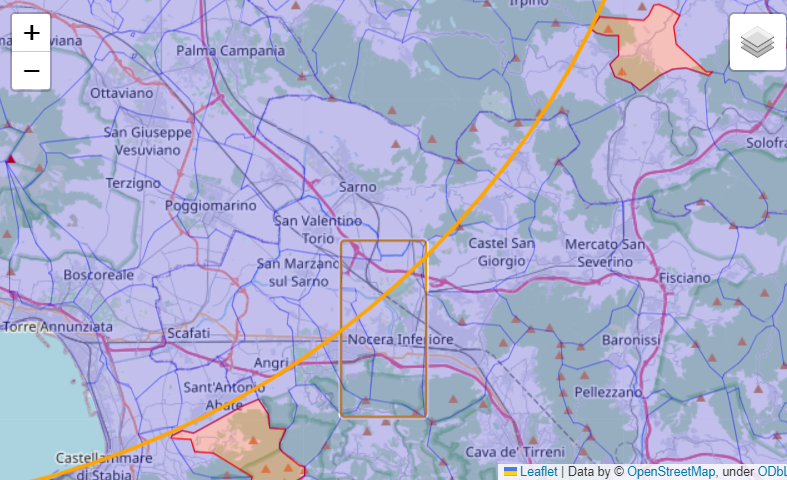 Irpino
+
Palma Campania
−
Ottaviano
San Giuseppe
Vesuviano
Solofra
Terzigno
Sarno
Poggiomarino
San Valentino
Torio
Castel San
Giorgio
Mercato San
Severino
San Marzano
sul Sarno
Boscoreale
Fisciano
Torre Annunziata
Scafati
Nocera Inferiore
Baronissi
Angri
Sant'Antonio
Abate
Pellezzano
Castellammare
di Stabia
Cava de' Tirreni
Leaflet | Data by © OpenStreetMap, under ODbL